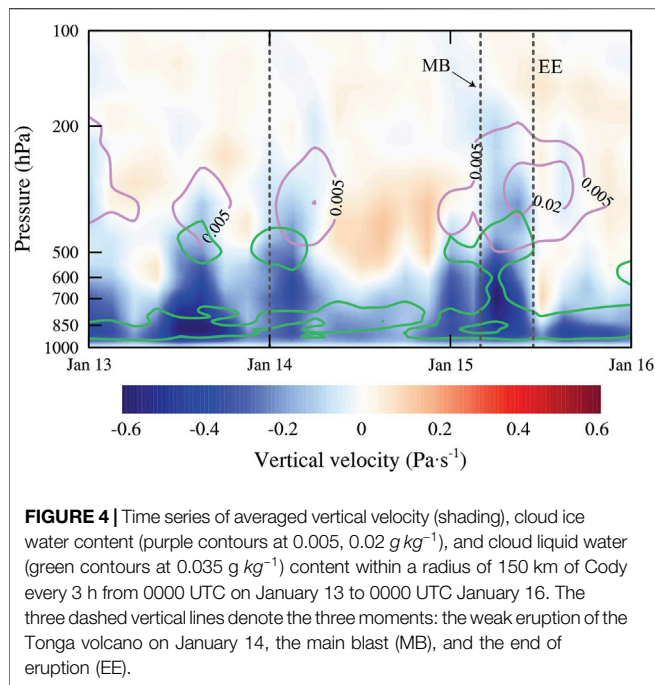 100
MB
EE
200
0.005
0.005
0.005
0.005
0.02
Pressure (hPa)
500
600
700
850
1000
Jan 13
Jan 14
Jan 15
Jan 16
-0.6
-0.4
-0.2
0
0.2
0.4
0.6
Vertical velocity (Pa·s⁻¹)
FIGURE 4 | Time series of averaged vertical velocity (shading), cloud ice
water content (purple contours at 0.005, 0.02 g kg⁻¹), and cloud liquid water
(green contours at 0.035 g kg⁻¹) content within a radius of 150 km of Cody
every 3 h from 0000 UTC on January 13 to 0000 UTC January 16. The
three dashed vertical lines denote the three moments: the weak eruption of the
Tonga volcano on January 14, the main blast (MB), and the end of
eruption (EE).